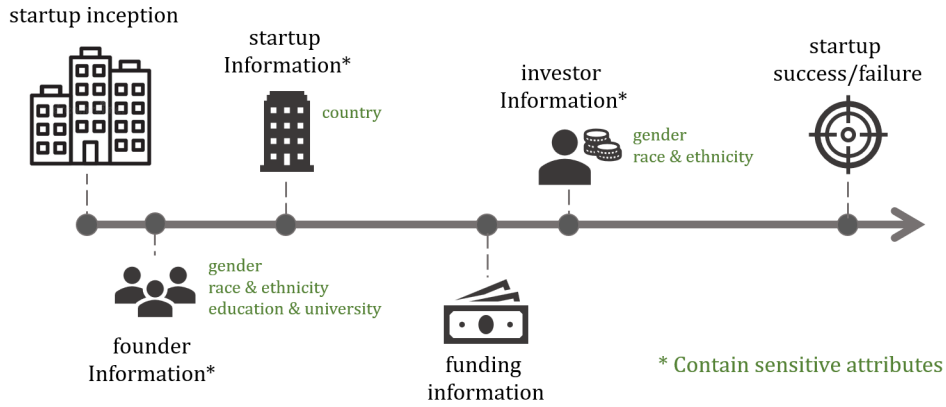 startup inception
startup
Information*
country
investor
Information*
gender
race & ethnicity
startup
success/failure
gender
race & ethnicity
education & university
founder
Information*
funding
information
* Contain sensitive attributes